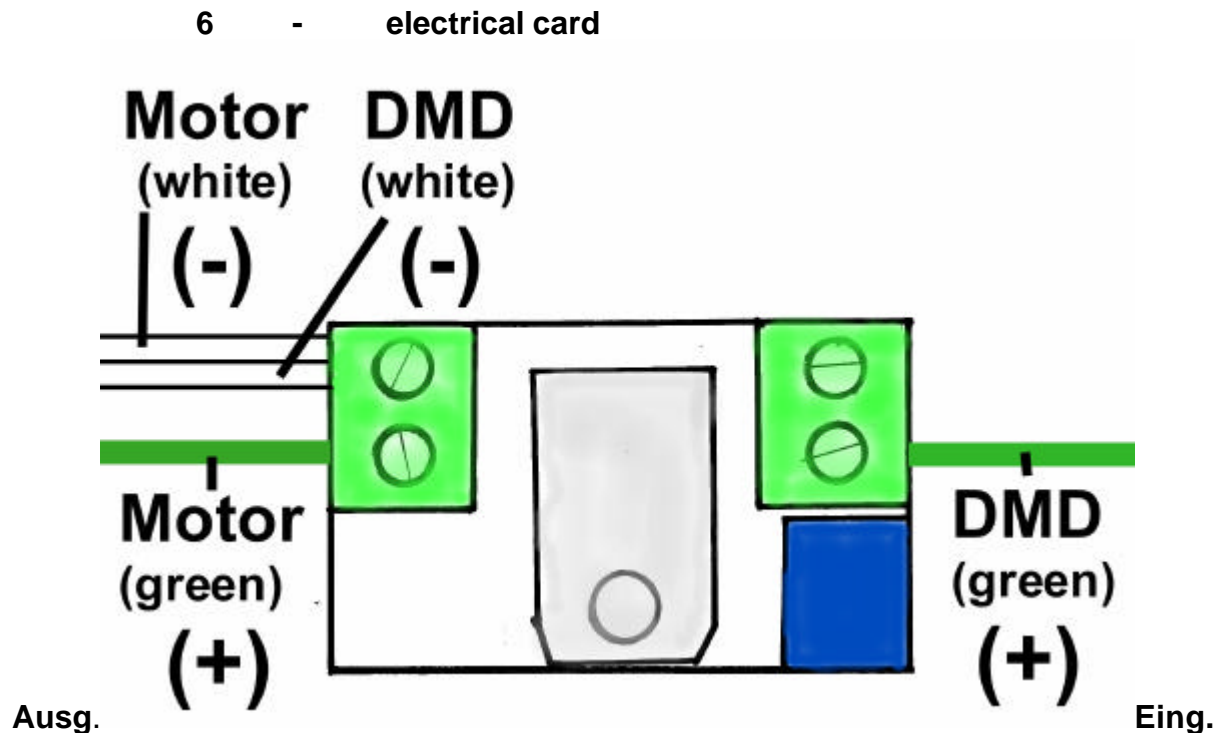 6 - electrical card
Motor DMD
(white) (white)
(-) (-)
Motor DMD
(green) (green)
(+) (+)
Ausg. Eing.